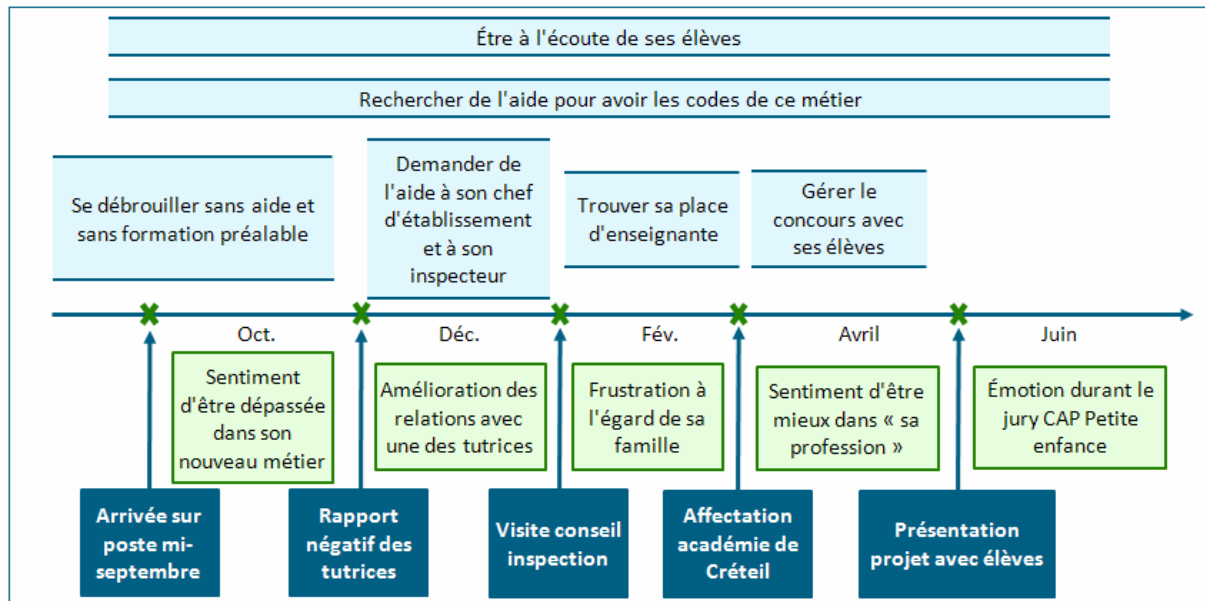 Étre à l'écoute de ses élèves
Rechercher de l'aide pour avoir les codes de ce métier
Se débrouiller sans aide et
sans formation préalable
Demander de
l'aide à son chef
d'établissement
et à son
inspecteur
Trouver sa place
d'enseignante
Gérer le
concours avec
ses élèves
Oct.
Déc.
Fév.
Avril
Juin
Sentiment
d'être dépassée
dans son
nouveau métier
Amélioration des
relations avec
une des tutrices
Frustration à
l'égard de sa
famille
Sentiment d'être
mieux dans « sa
profession »
Émotion durant le
jury CAP Petite
enfance
Arrivée sur
poste mi-
septembre
Rapport
négatif des
tutrices
Visite conseil
inspection
Affectation
académie de
Créteil
Présentation
projet avec élèves